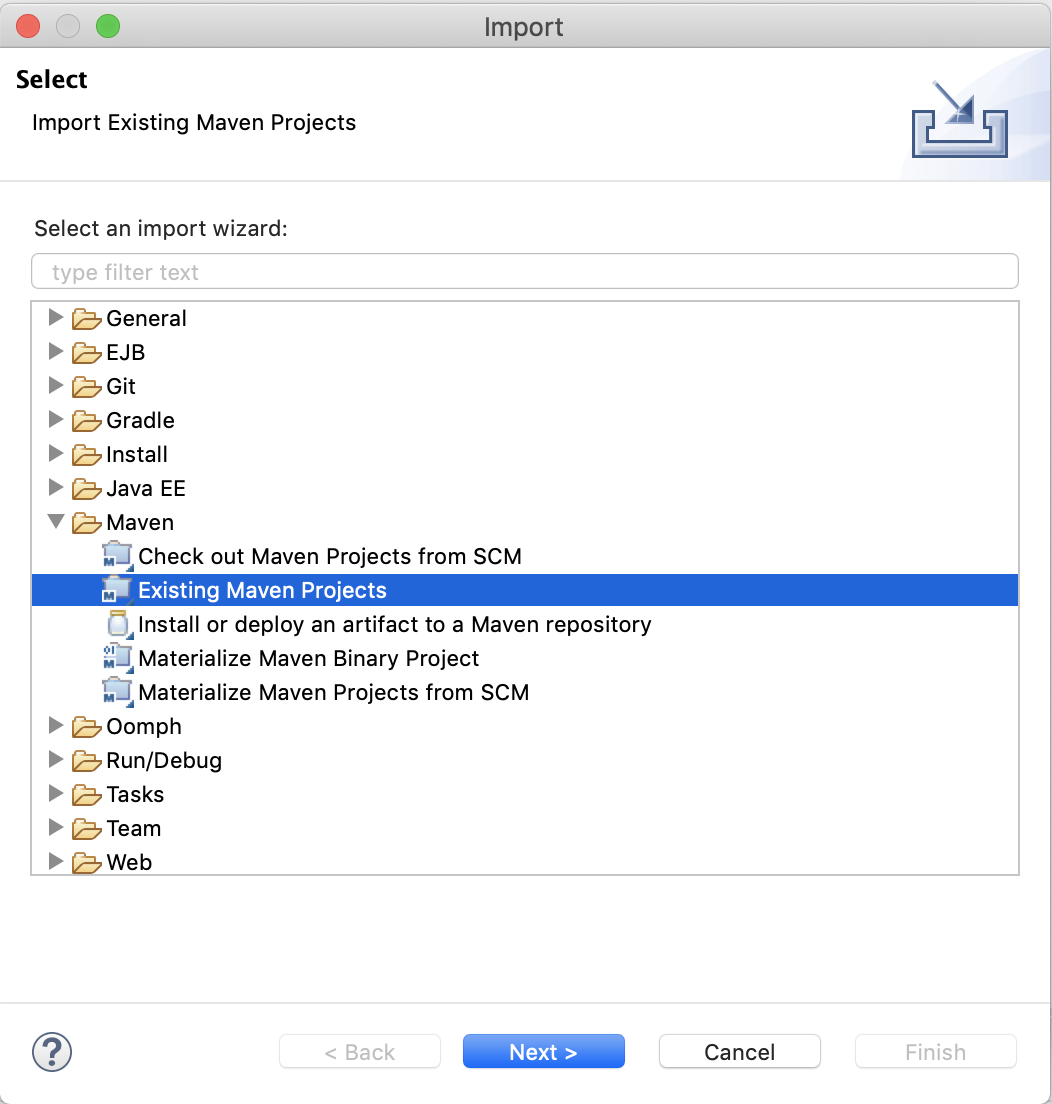 Import
Select
Import Existing Maven Projects
Select an import wizard:
type filter text
General
EJB
Git
Gradle
Install
Java EE
Maven
Check out Maven Projects from SCM
Existing Maven Projects
Install or deploy an artifact to a Maven repository
Materialize Maven Binary Project
Materialize Maven Projects from SCM
Oomph
Run/Debug
Tasks
Team
Web
? < Back Next > Cancel Finish